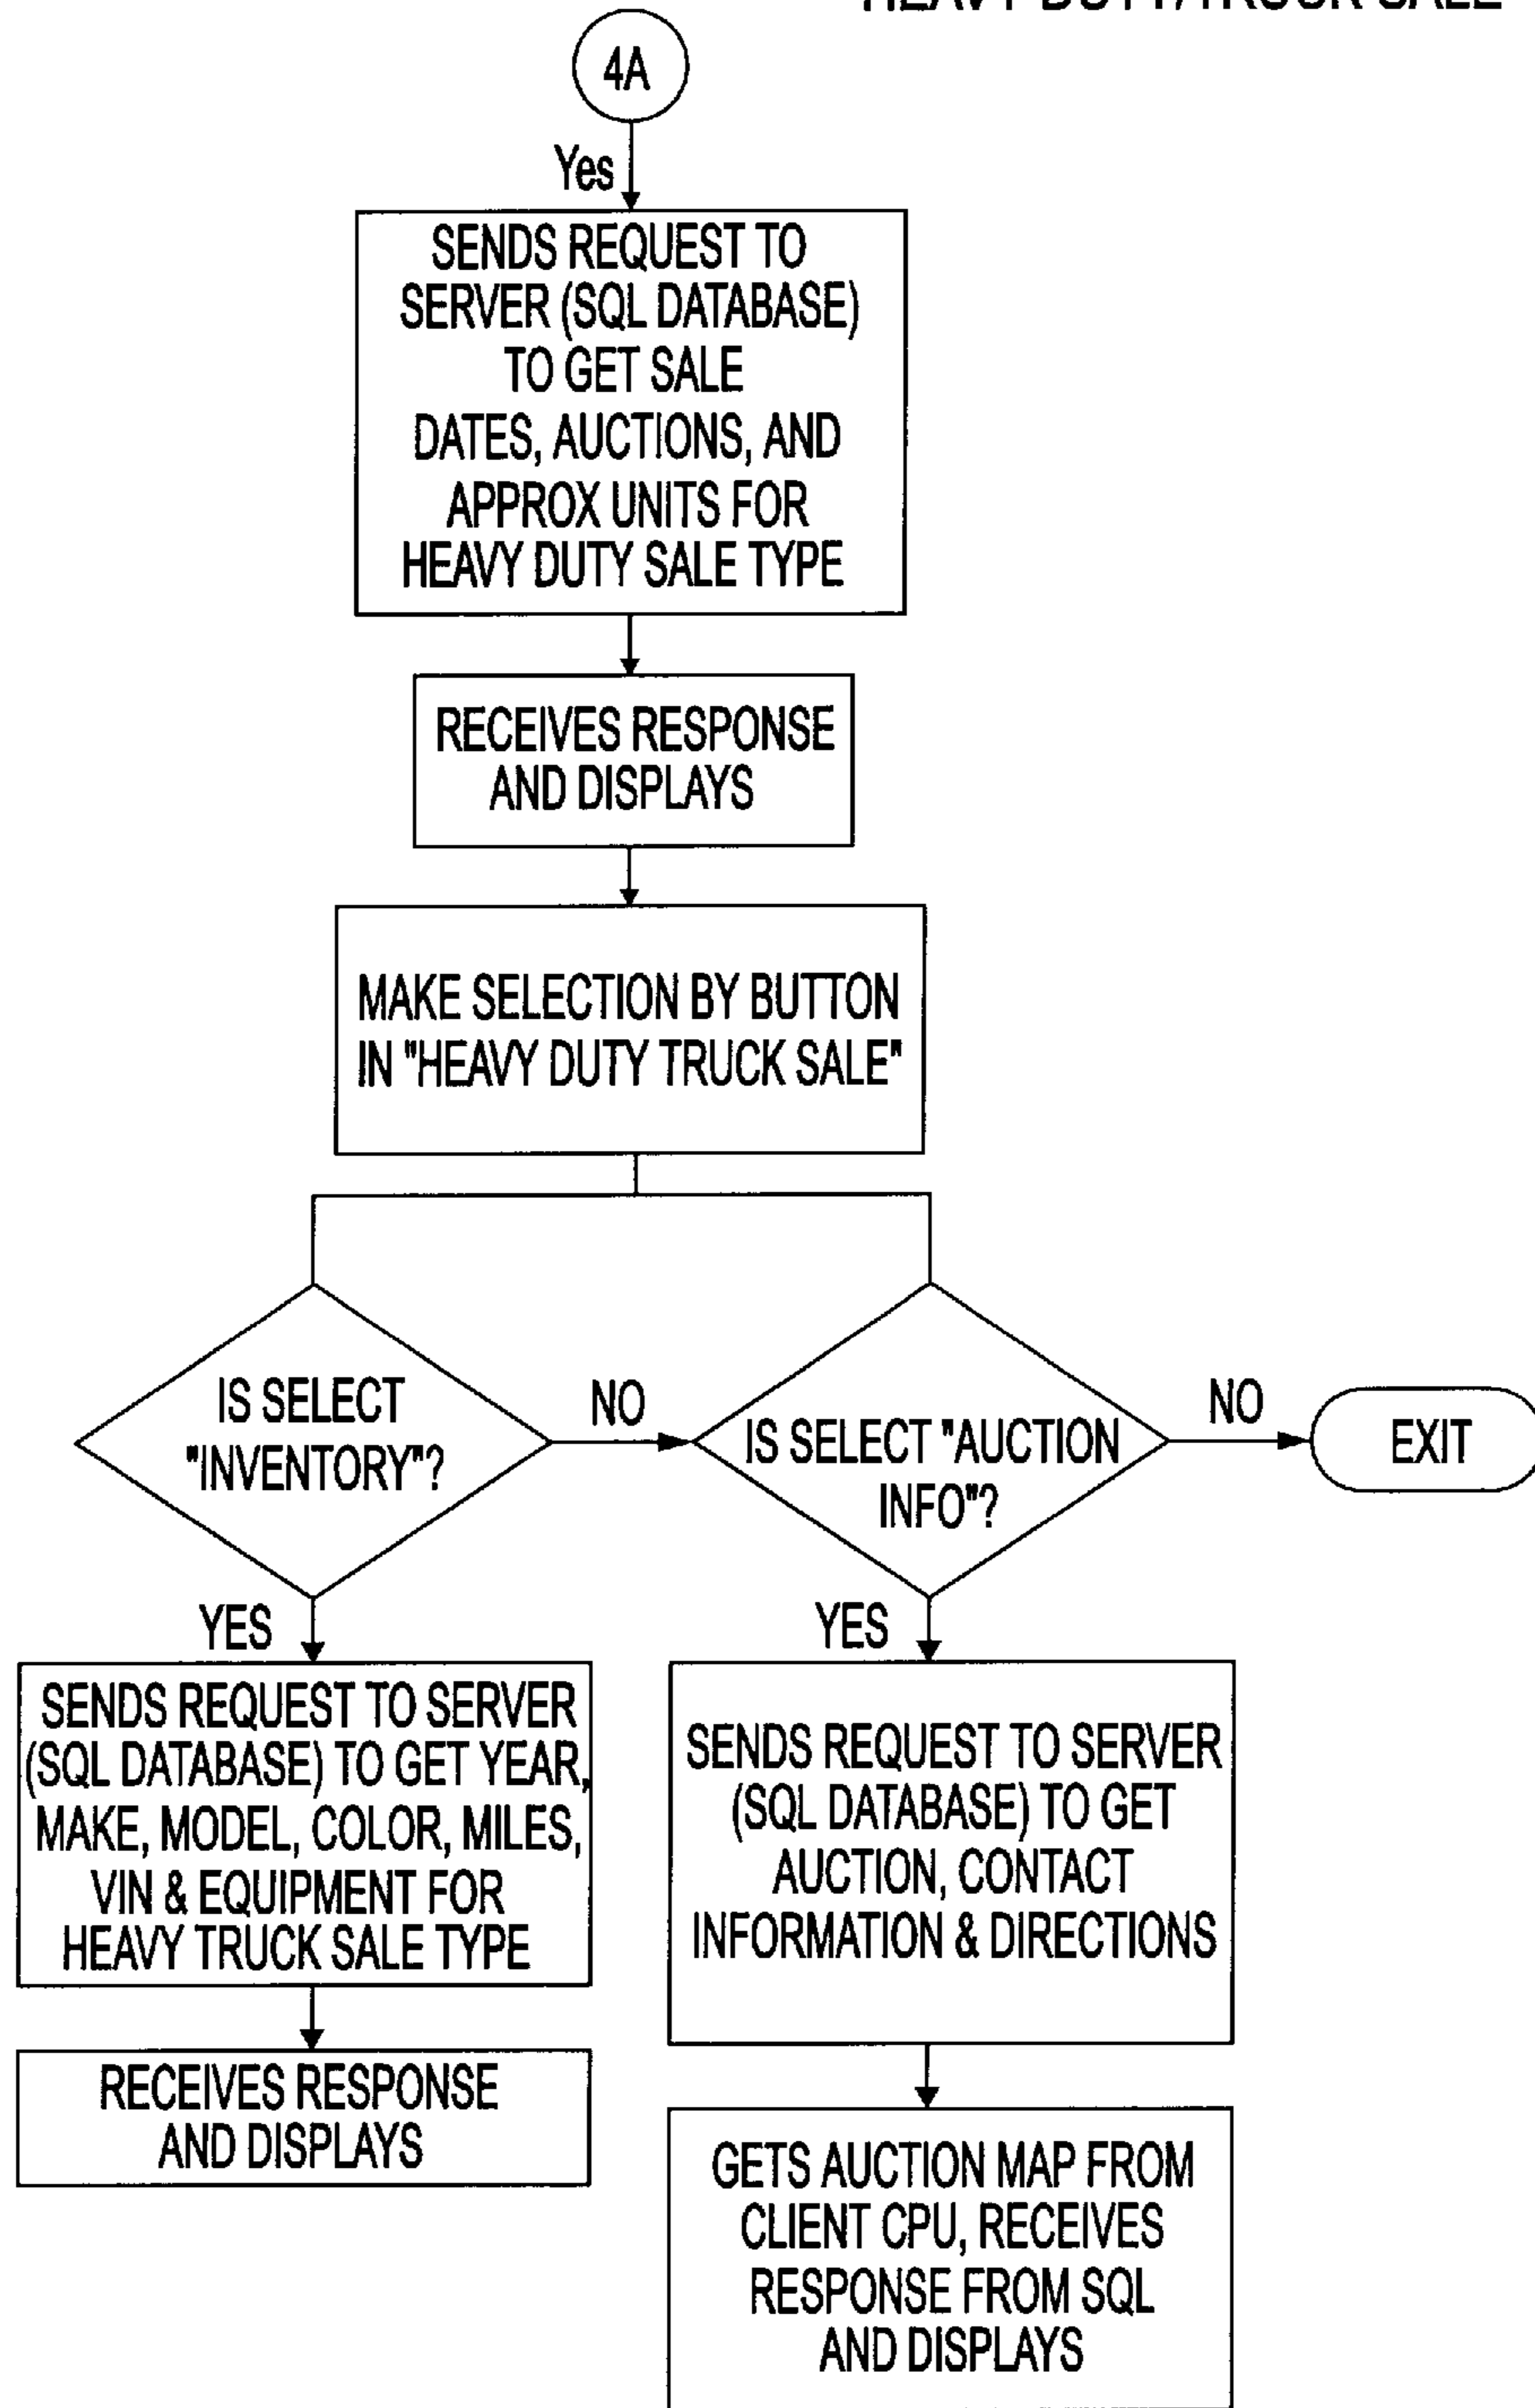 HEAVY DUTY/TRUCK SALE
4A
Yes
SENDS REQUEST TO
SERVER (SQL DATABASE)
TO GET SALE
DATES, AUCTIONS, AND
APPROX UNITS FOR
HEAVY DUTY SALE TYPE
RECEIVES RESPONSE
AND DISPLAYS
MAKE SELECTION BY BUTTON
IN "HEAVY DUTY TRUCK SALE"
IS SELECT
"INVENTORY"?
NO
IS SELECT "AUCTION
INFO"?
NO
EXIT
YES
SENDS REQUEST TO SERVER
(SQL DATABASE) TO GET YEAR,
MAKE, MODEL, COLOR, MILES,
VIN & EQUIPMENT FOR
HEAVY TRUCK SALE TYPE
RECEIVES RESPONSE
AND DISPLAYS
YES
SENDS REQUEST TO SERVER
(SQL DATABASE) TO GET
AUCTION, CONTACT
INFORMATION & DIRECTIONS
GETS AUCTION MAP FROM
CLIENT CPU, RECEIVES
RESPONSE FROM SQL
AND DISPLAYS